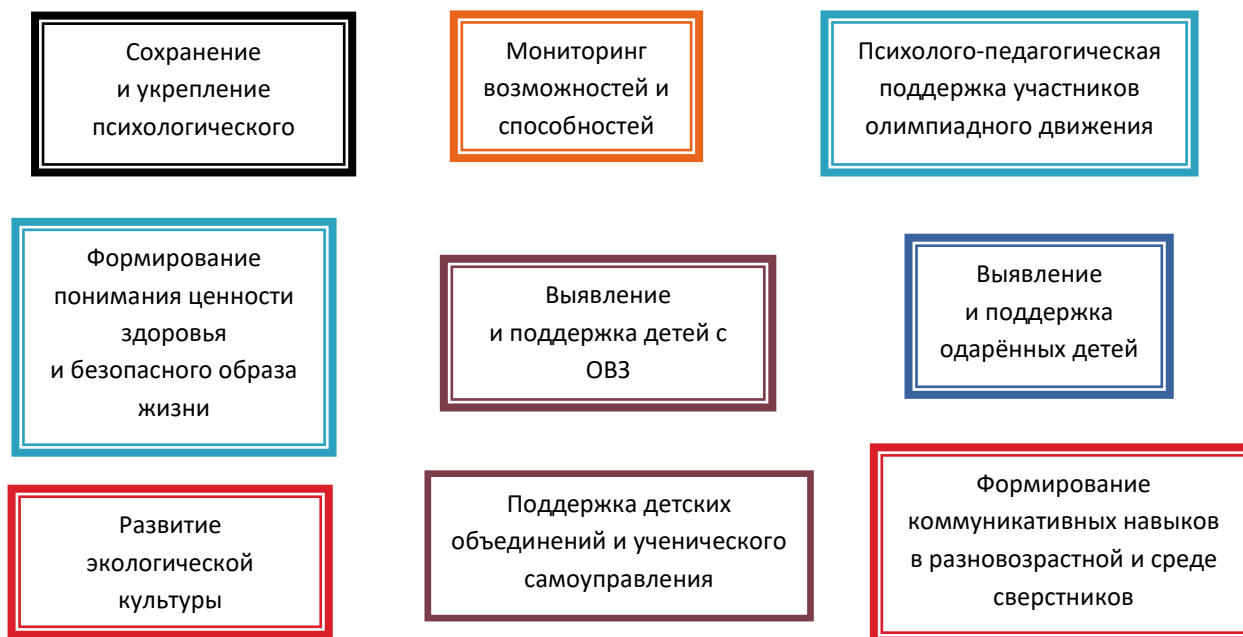 Сохранение
и укрепление
психологического
Мониторинг
возможностей и
способностей
Психолого-педагогическая
поддержка участников
олимпиадного движения
Формирование
понимания ценности
здоровья
и безопасного образа
жизни
Выявление
и поддержка детей с
ОВЗ
Выявление
и поддержка
одарённых детей
Развитие
экологической
культуры
Поддержка детских
объединений и ученического
самоуправления
Формирование
коммуникативных навыков
в разновозрастной и среде
сверстников